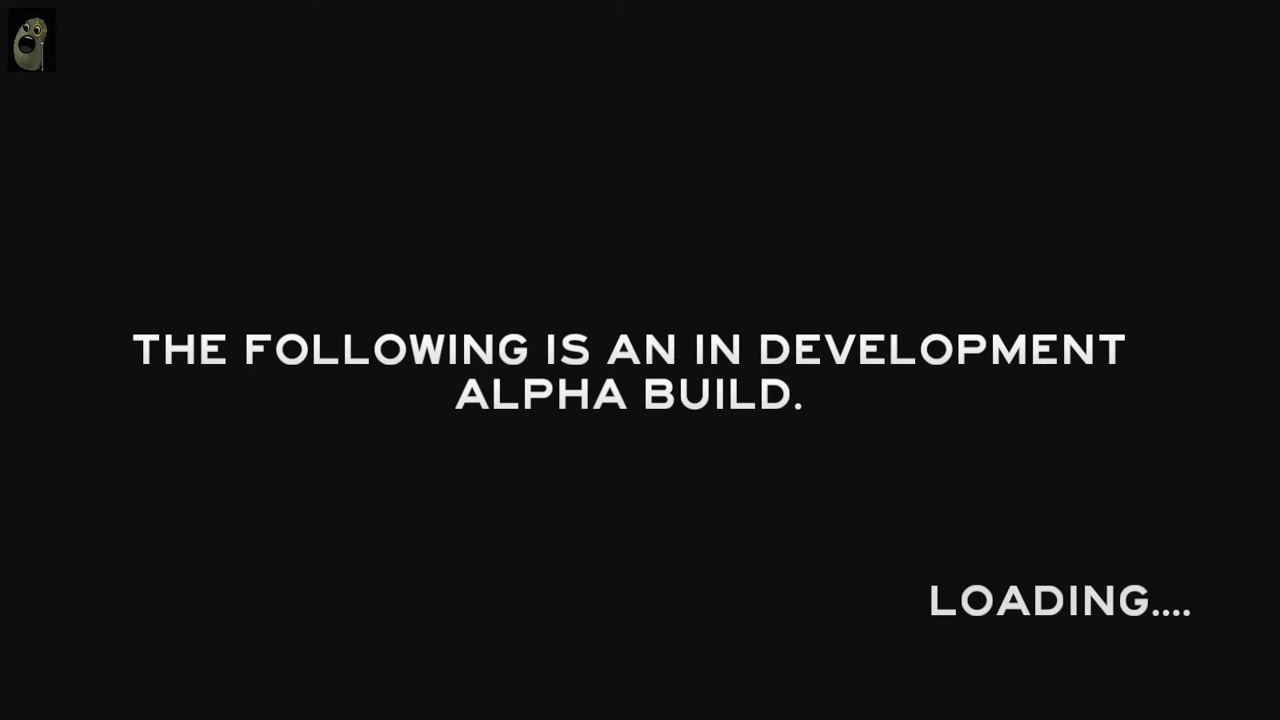 THE FOLLOWING IS AN IN DEVELOPMENT
ALPHA BUILD.
LOADING....